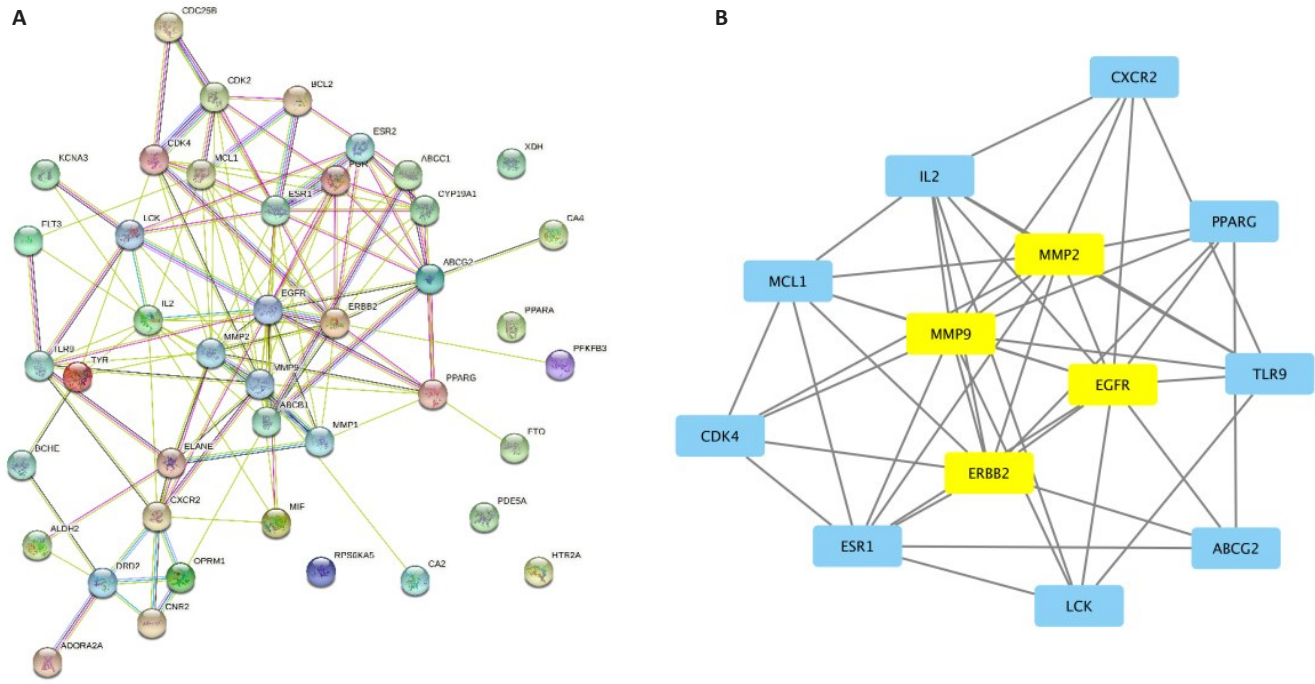 A
B
CDC25B
CDK2
BCL2
CDK4
MCL1
ESR2
KCNA3
PGR
ABCC1
XDH
ESR1
CYP19A1
FLT3
LCK
CA4
ABCG2
EGFR
IL2
ERBB2
PPARA
MMP2
TLR9
TYR
MMP9
PFKFB3
PPARG
ABCB1
MMP1
FTO
BCHE
ELANE
CXCR2
MIF
PDE5A
ALDH2
DRD2
OPRM1
RPS6KA5
CA2
HTR2A
CNR2
ADORA2A
CXCR2
IL2
PPARG
MMP2
MCL1
MMP9
EGFR
TLR9
CDK4
ERBB2
ESR1
ABCG2
LCK